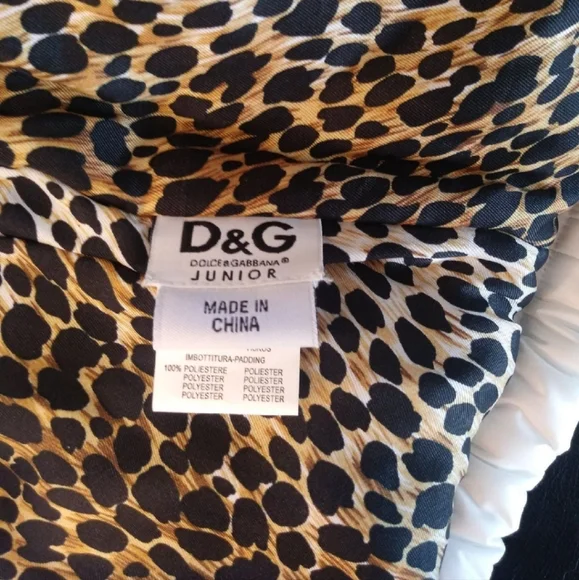 D&G
DOLCE&GABBANA®
JUNIOR
MADE IN
CHINA
IMBOTTITURA-PADDING
100% POLIESTERE POLIESTER
POLYESTER POLIESTER
POLYESTER POLYESTER
POLYESTER POLYESTER